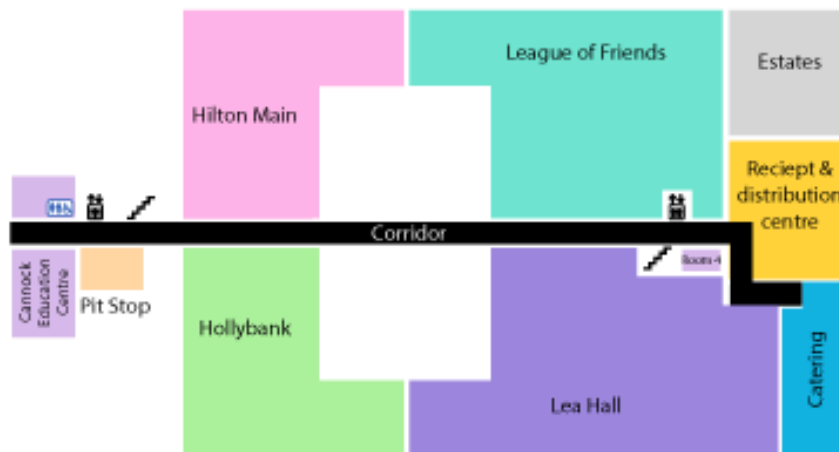 League of Friends
Estates
Hilton Main
Reciept &
distribution
centre
Corridor
Room 4
Cannock
Education
Centre
Pit Stop
Hollybank
Lea Hall
Catering